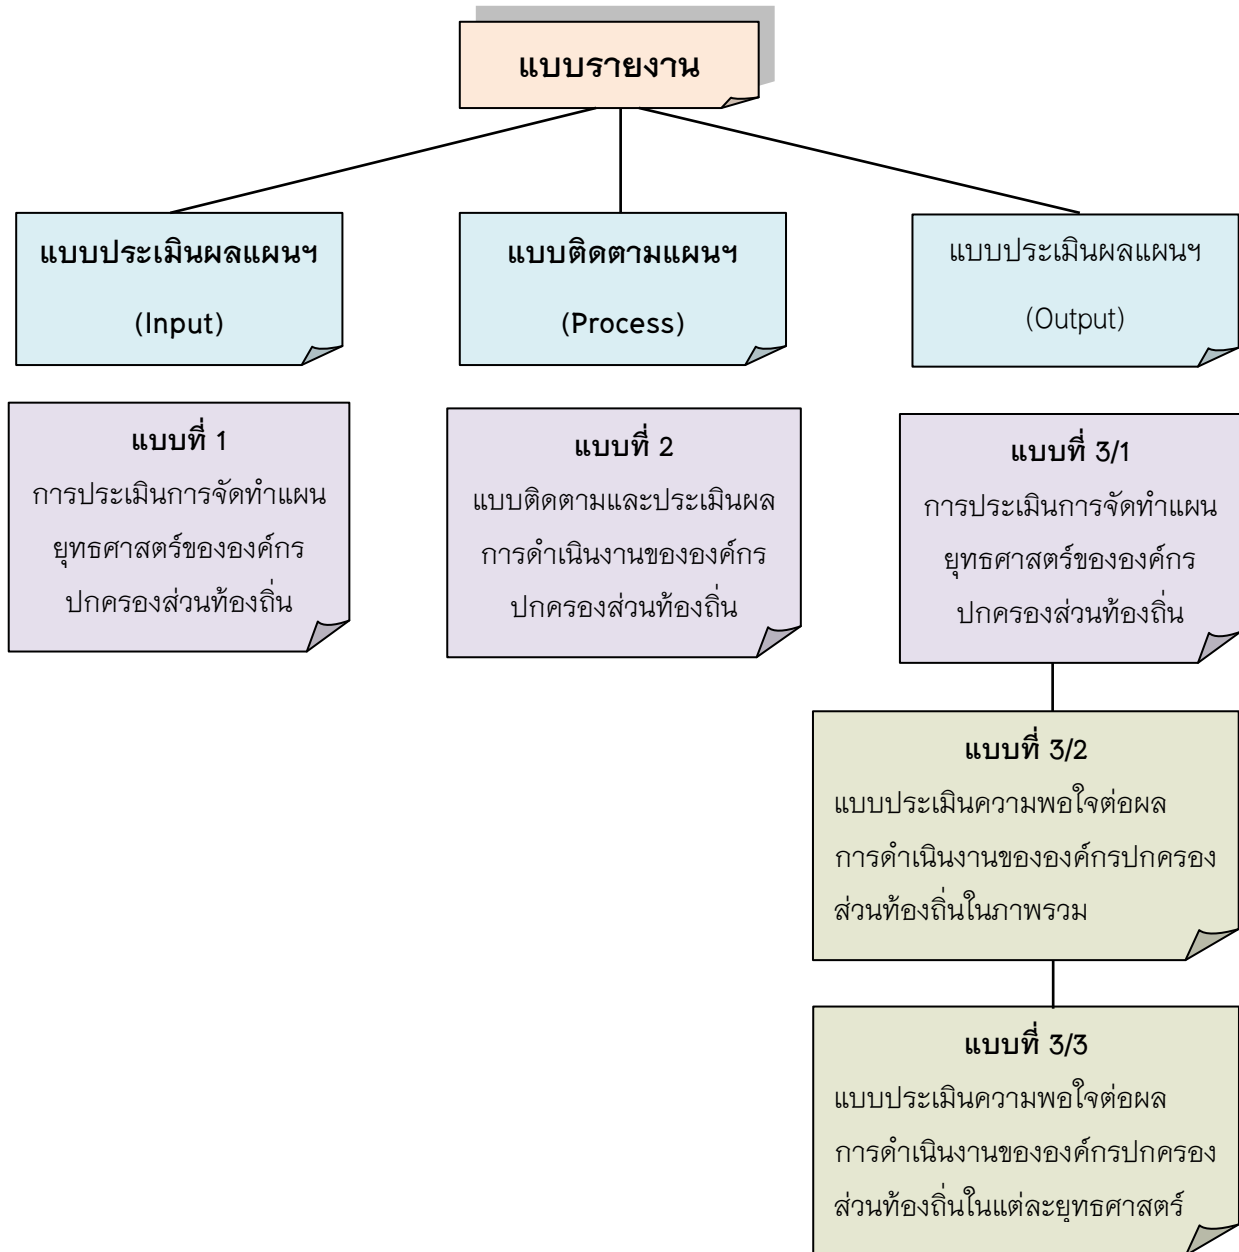 แบบรายงาน
แบบประเมินผลแผนฯ
(Input)
แบบติดตามแผนฯ
(Process)
แบบประเมินผลแผนฯ
(Output)
แบบที่ 1
การประเมินการจัดทำแผน
ยุทธศาสตร์ขององค์กร
ปกครองส่วนท้องถิ่น
แบบที่ 2
แบบติดตามและประเมินผล
การดำเนินงานขององค์กร
ปกครองส่วนท้องถิ่น
แบบที่ 3/1
การประเมินการจัดทำแผน
ยุทธศาสตร์ขององค์กร
ปกครองส่วนท้องถิ่น
แบบที่ 3/2
แบบประเมินความพอใจต่อผล
การดำเนินงานขององค์กรปกครอง
ส่วนท้องถิ่นในภาพรวม
แบบที่ 3/3
แบบประเมินความพอใจต่อผล
การดำเนินงานขององค์กรปกครอง
ส่วนท้องถิ่นในแต่ละยุทธศาสตร์